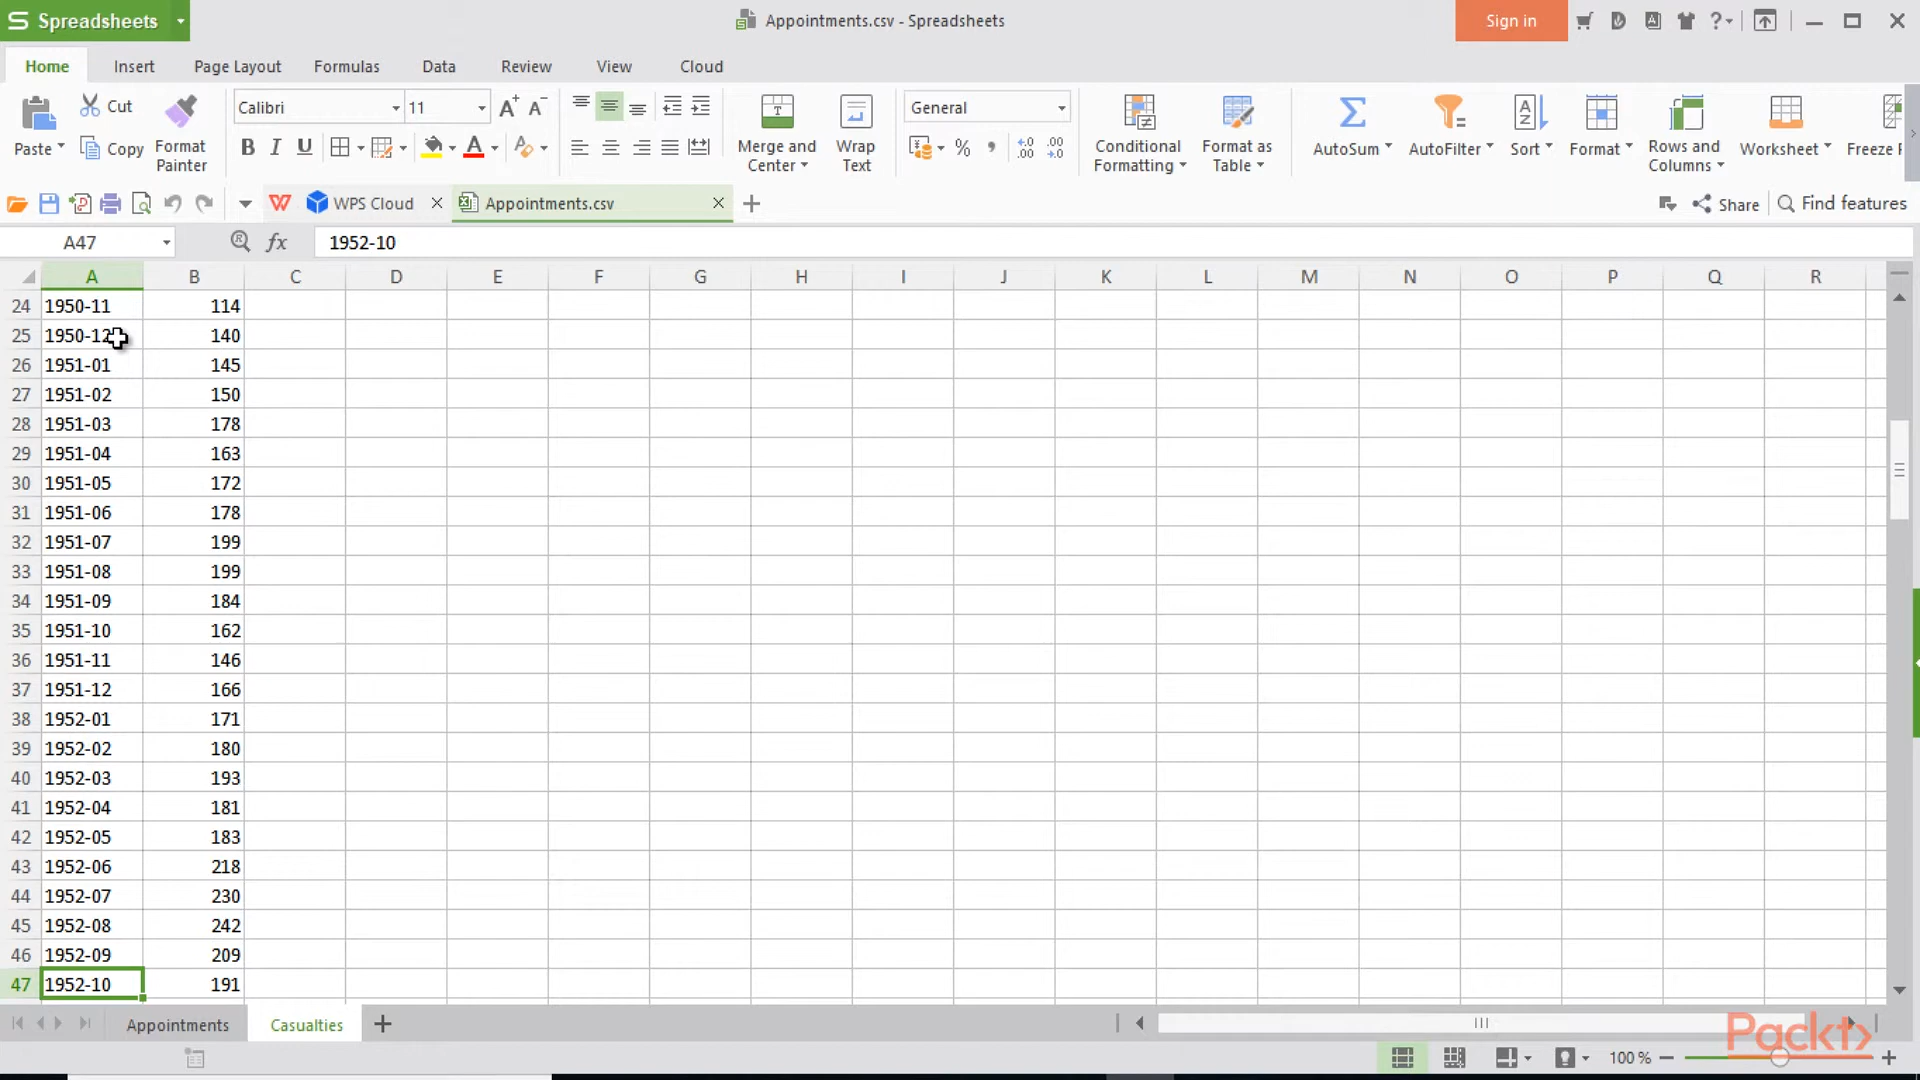 S Spreadsheets
Appointments.csv - Spreadsheets
Sign in
Home Insert Page Layout Formulas Data Review View Cloud
Paste Cut Copy Format Painter
Calibri 11
Merge and Center
Wrap Text
General
Conditional Formatting
Format as Table
AutoSum
AutoFilter
Sort
Format
Rows and Columns
Worksheet
Freeze
WPS Cloud
Appointments.csv
Share
Find features
A47 fx 1952-10
A B C D E F G H I J K L M N O P Q R
24 1950-11 114
25 1950-12 140
26 1951-01 145
27 1951-02 150
28 1951-03 178
29 1951-04 163
30 1951-05 172
31 1951-06 178
32 1951-07 199
33 1951-08 199
34 1951-09 184
35 1951-10 162
36 1951-11 146
37 1951-12 166
38 1952-01 171
39 1952-02 180
40 1952-03 193
41 1952-04 181
42 1952-05 183
43 1952-06 218
44 1952-07 230
45 1952-08 242
46 1952-09 209
47 1952-10 191
Appointments Casualties
Packt>
100 %